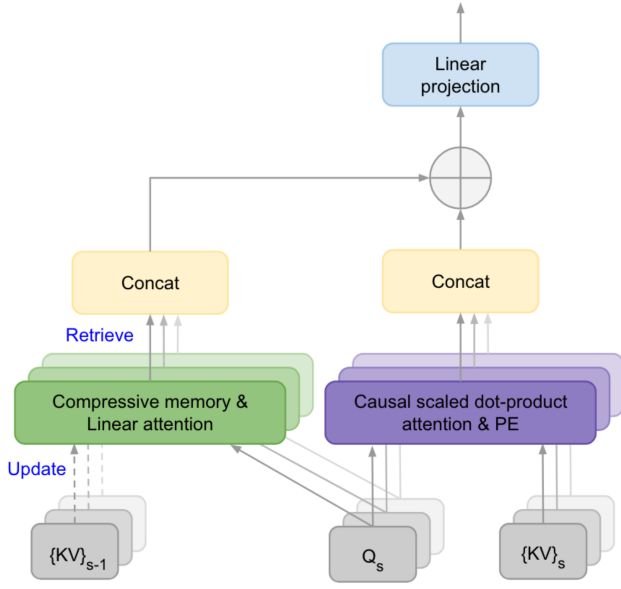 Linear
projection
Concat
Concat
Retrieve
Compressive memory &
Linear attention
Causal scaled dot-product
attention & PE
Update
{KV}s-1
Qs
{KV}s